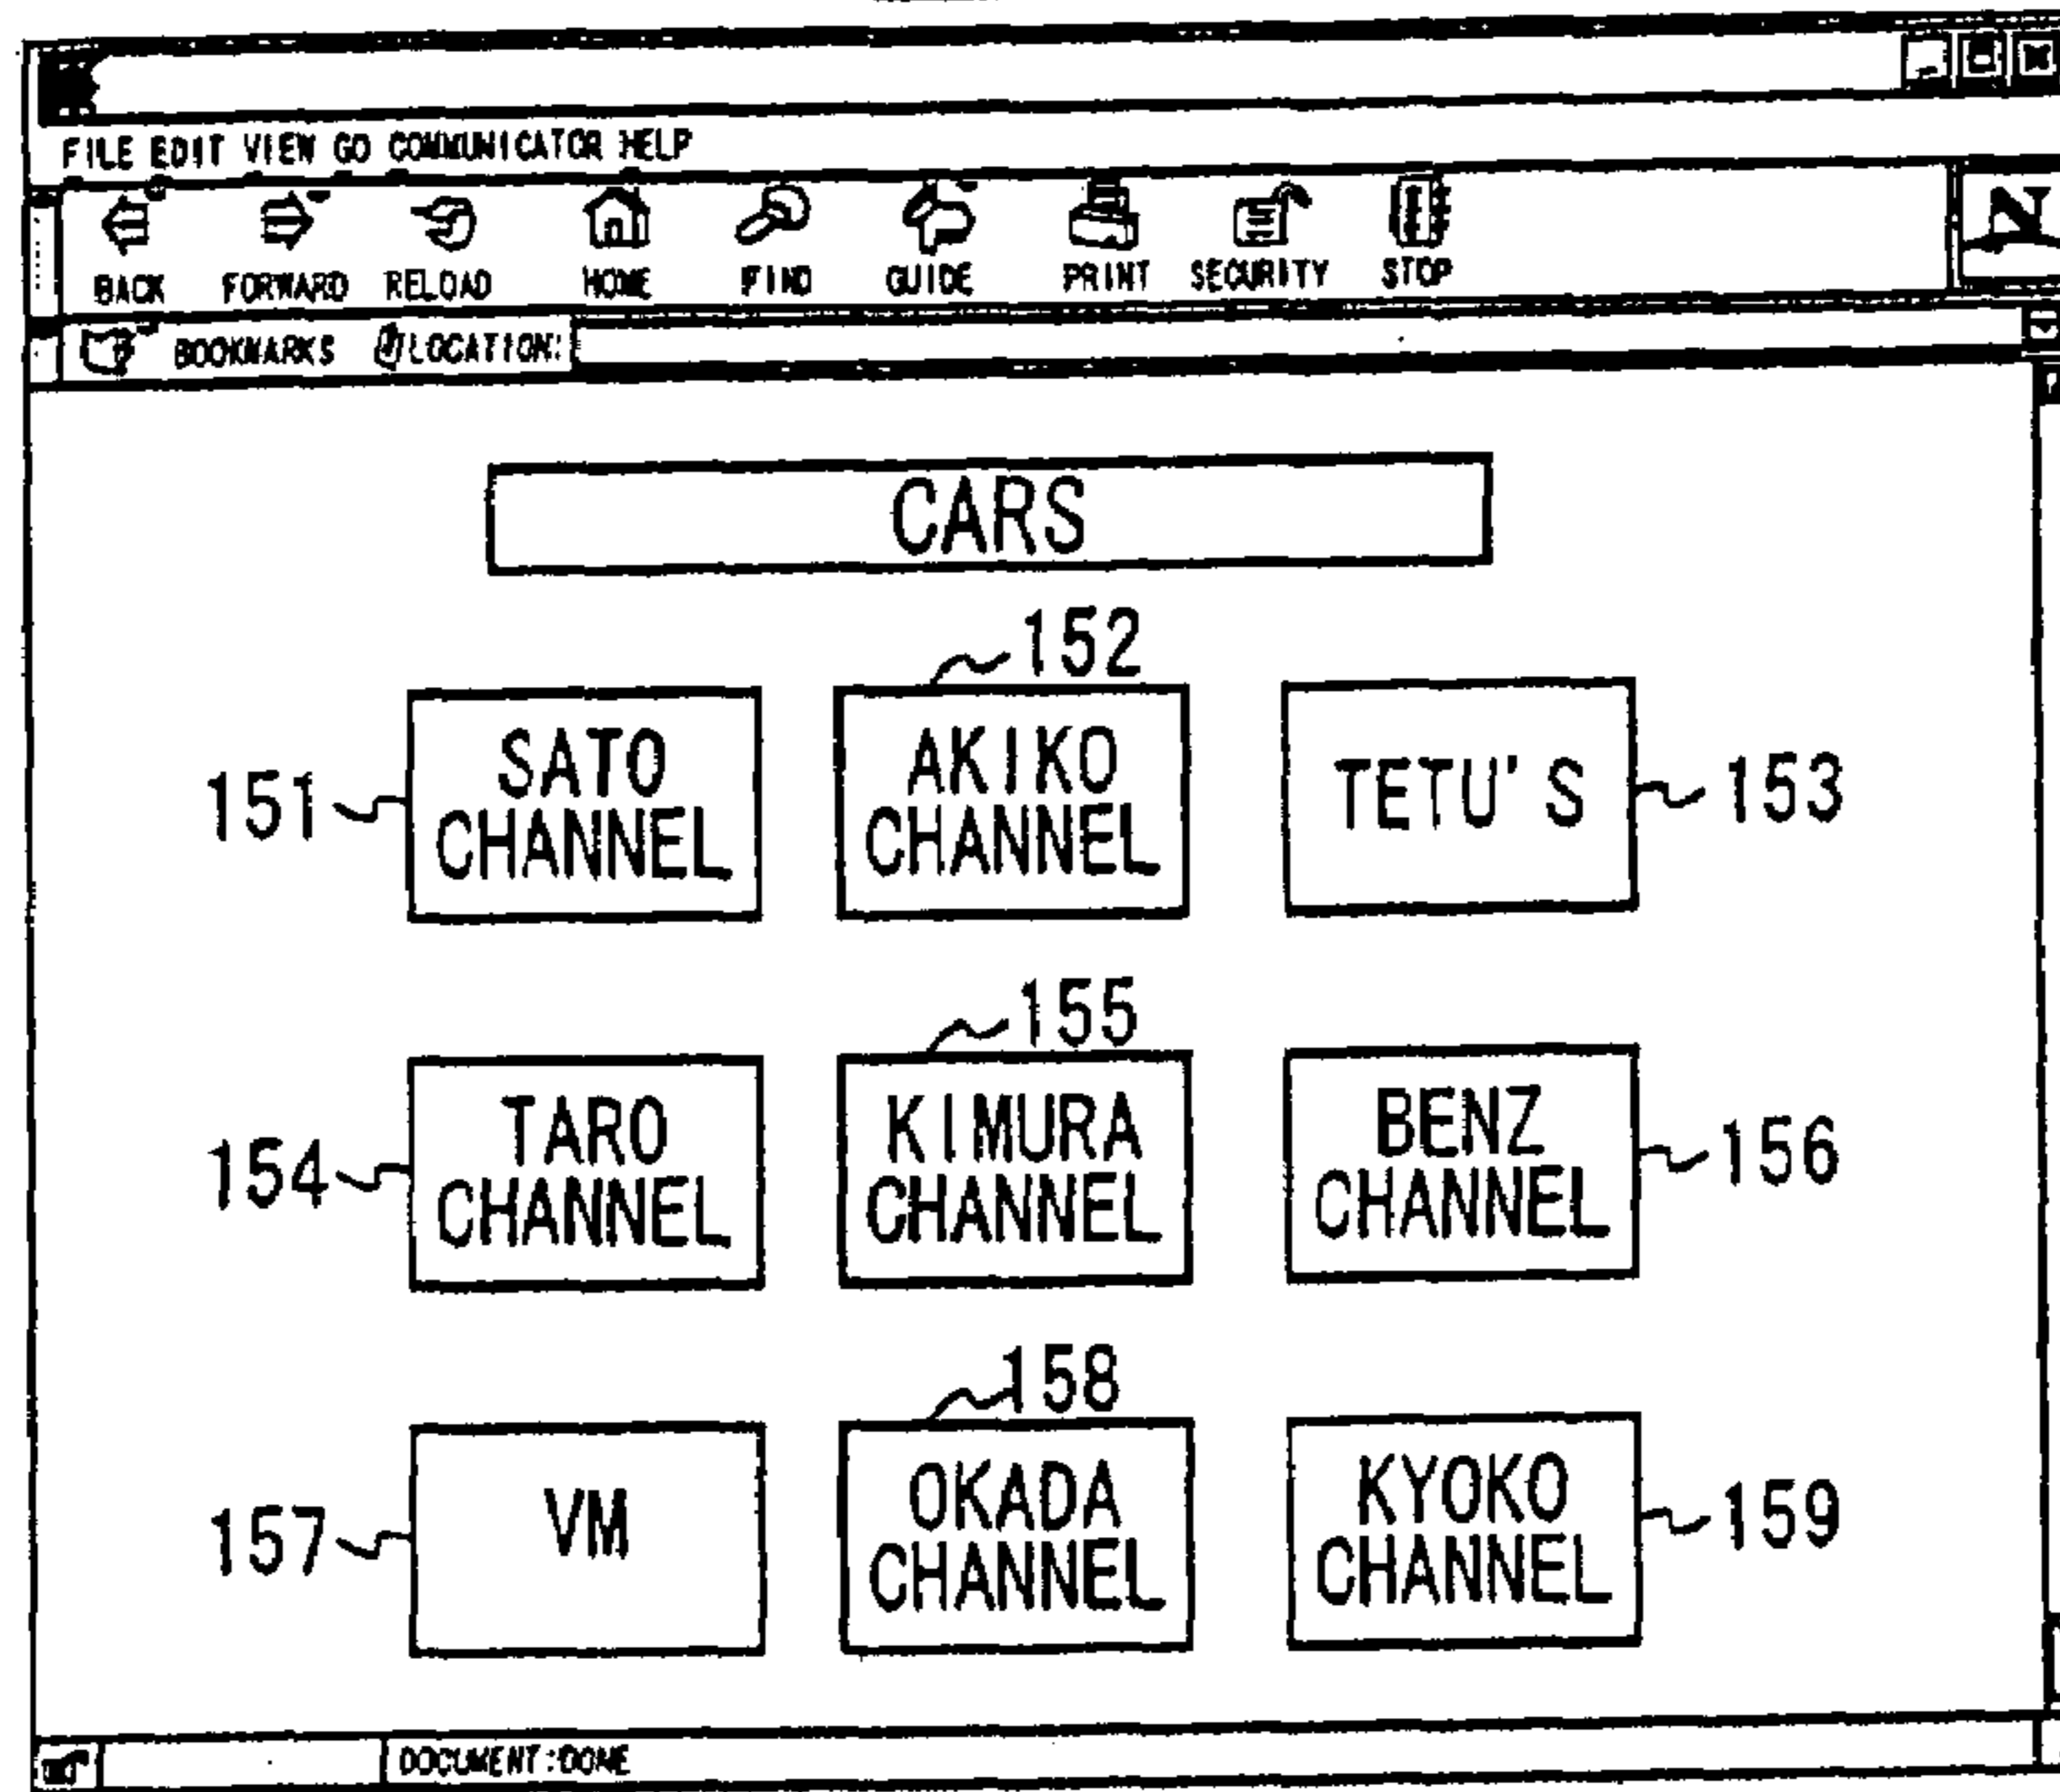 FILE EDIT VIEW GO COMMUNICATOR HELP
BACK FORWARD RELOAD HOME FIND GUIDE PRINT SECURITY STOP
N
BOOKMARKS LOCATION:
CARS
152
151 SATO CHANNEL AKIKO CHANNEL TETU'S 153
155
154 TARO CHANNEL KIMURA CHANNEL BENZ CHANNEL 156
158
157 VM OKADA CHANNEL KYOKO CHANNEL 159
DOCUMENT:DONE